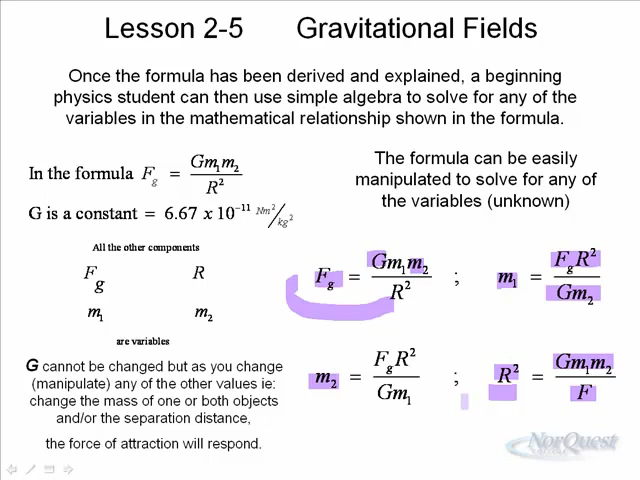 Lesson 2-5 Gravitational Fields
Once the formula has been derived and explained, a beginning
physics student can then use simple algebra to solve for any of the
variables in the mathematical relationship shown in the formula.
In the formula F_g = Gm₁m₂ / R²
G is a constant = 6.67 x 10⁻¹¹ Nm²/kg²
All the other components
F_g R
m₁ m₂
are variables
G cannot be changed but as you change
(manipulate) any of the other values ie:
change the mass of one or both objects
and/or the separation distance,
the force of attraction will respond.
The formula can be easily
manipulated to solve for any of
the variables (unknown)
F_g = Gm₁m₂ / R² ; m₁ = F_gR² / Gm₂
m₂ = F_gR² / Gm₁ ; R² = Gm₁m₂ / F
NorQuest